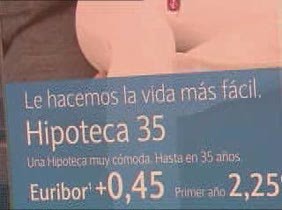 Le hacemos la vida más fácil.
Hipoteca 35
Una Hipoteca muy cómoda. Hasta en 35 años.
Euribor¹ +0,45 Primer año 2,25